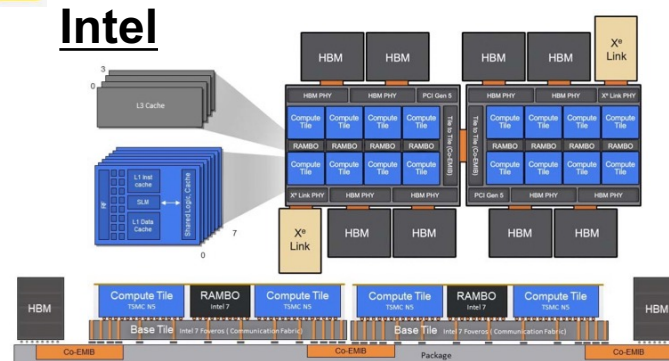 Intel
HBM HBM
HBM HBM
Xe Link
3
0
L3 Cache
HBM PHY HBM PHY PCI Gen 5
HBM PHY HBM PHY Xe Link PHY
Compute Tile Compute Tile Compute Tile Compute Tile
Compute Tile Compute Tile Compute Tile Compute Tile
RAMBO RAMBO RAMBO RAMBO
RAMBO RAMBO RAMBO RAMBO
Compute Tile Compute Tile Compute Tile Compute Tile
Compute Tile Compute Tile Compute Tile Compute Tile
Tile to Tile (Co-EMIB)
Tile to Tile (Co-EMIB)
Xe Link PHY HBM PHY HBM PHY
PCI Gen 5 HBM PHY HBM PHY
RF
L1 Inst cache
SLM
L1 Data Cache
Shared Logic Cache
7
0
Xe Link
HBM HBM
HBM HBM
HBM
Compute Tile TSMC N5
RAMBO Intel 7
Compute Tile TSMC N5
Compute Tile TSMC N5
RAMBO Intel 7
Compute Tile TSMC N5
HBM
Base Tile Intel 7 Foveros ( Communication Fabric)
Base Tile Intel 7 Foveros ( Communication Fabric)
Co-EMIB
Co-EMIB
Package
Co-EMIB